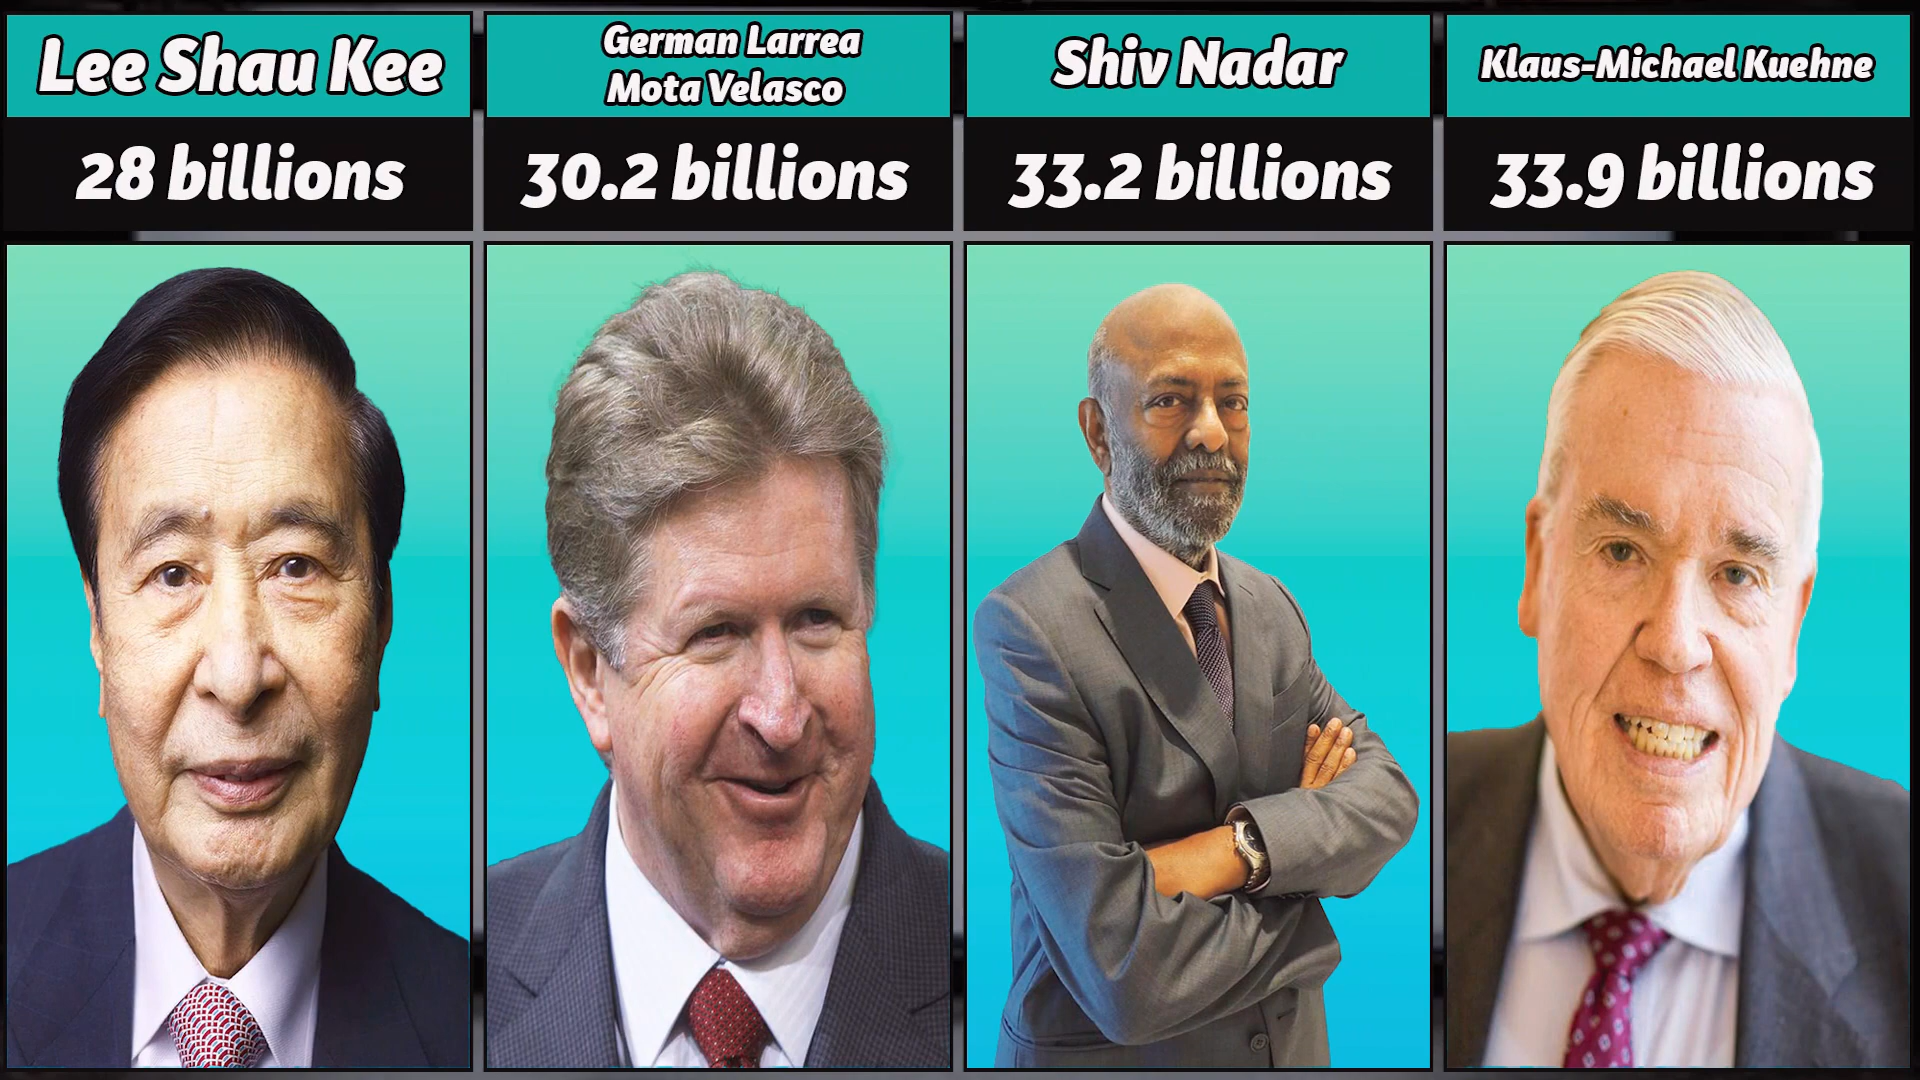 Lee Shau Kee
28 billions
German Larrea
Mota Velasco
30.2 billions
Shiv Nadar
33.2 billions
Klaus-Michael Kuehne
33.9 billions